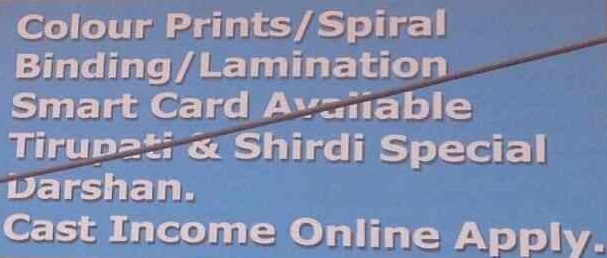 Colour Prints/Spiral
Binding/Lamination
Smart Card Available
Tirupati & Shirdi Special
Darshan.
Cast Income Online Apply.